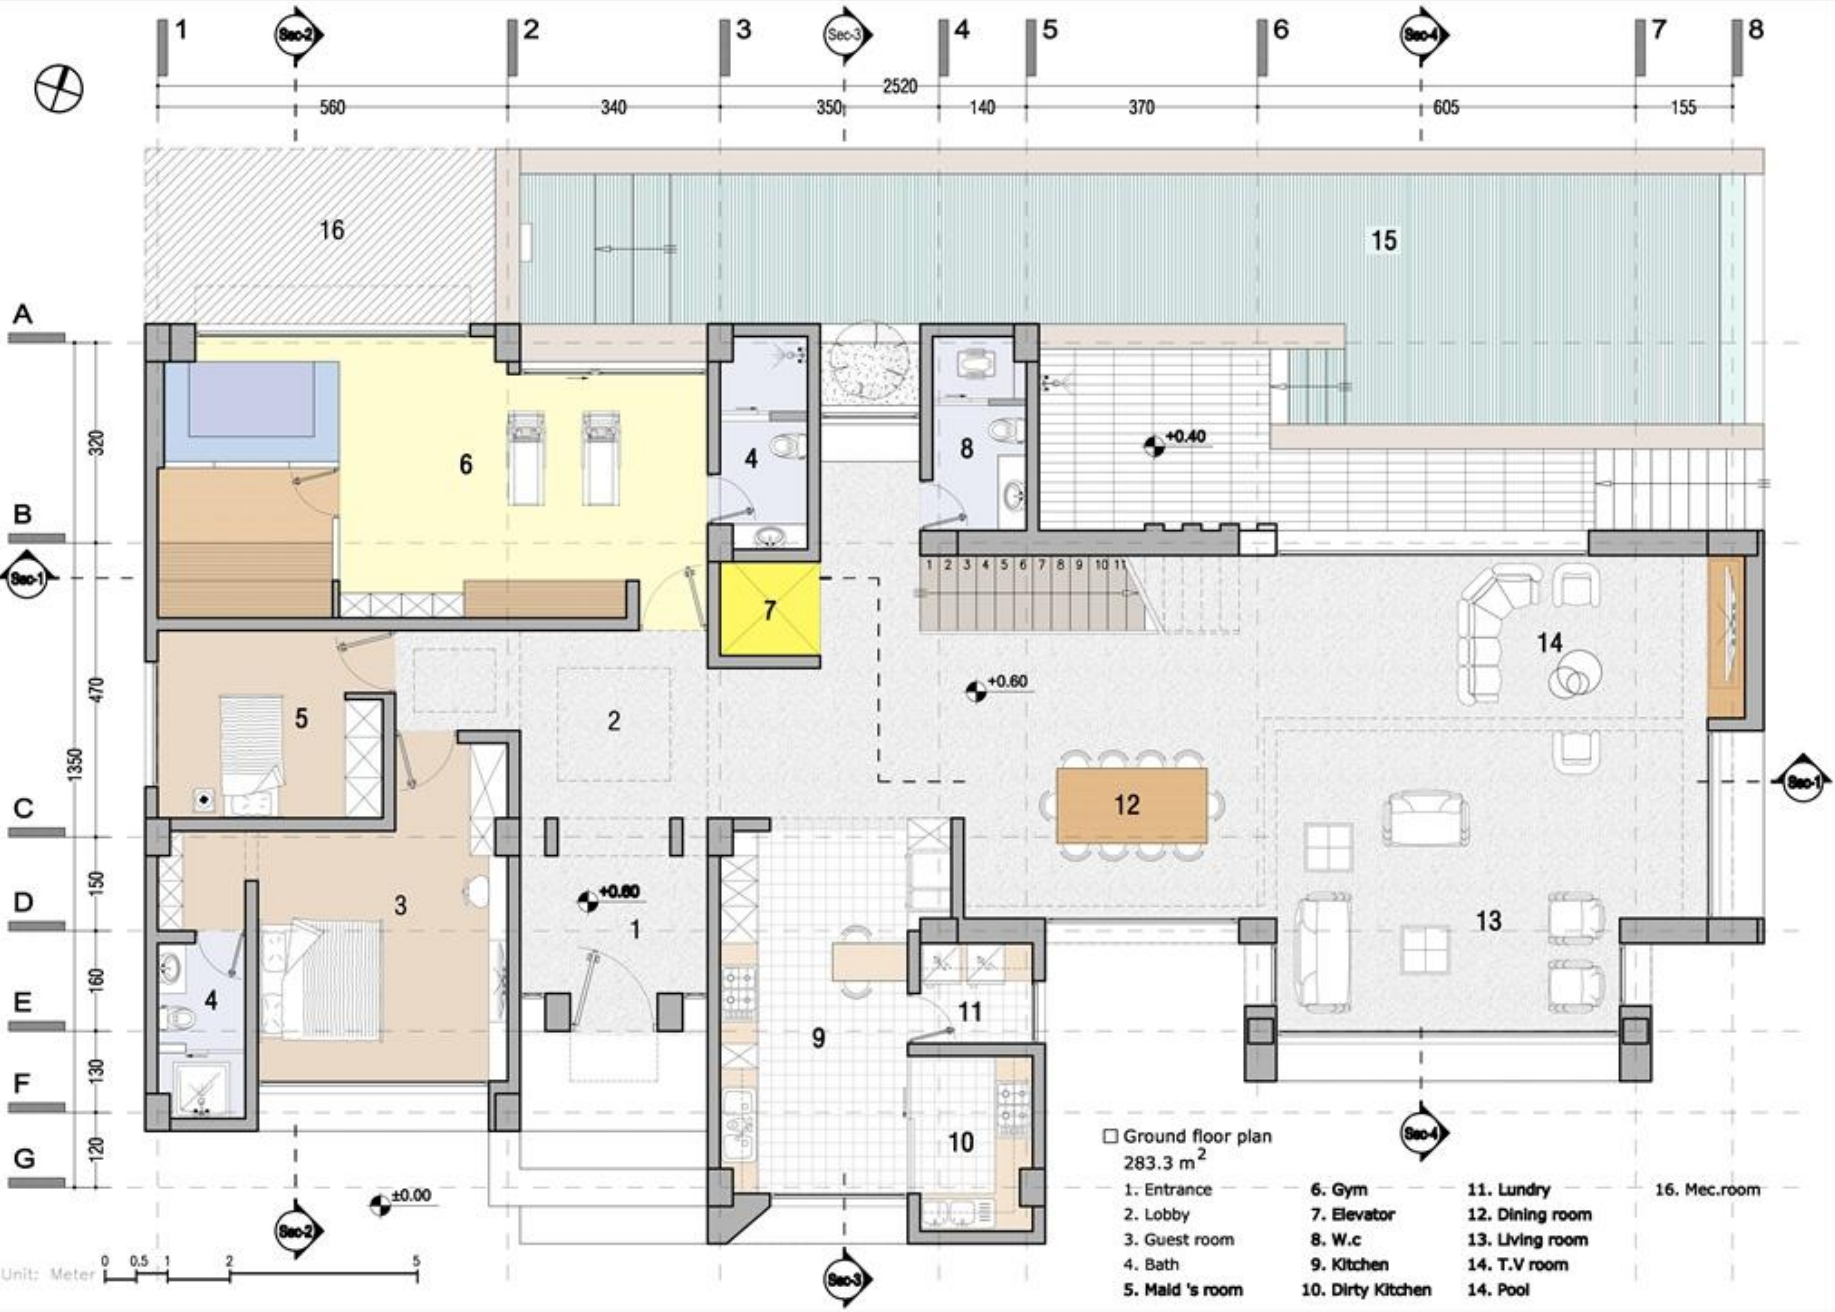 1 Sec-2 2 3 Sec-3 4 5 6 Sec-4 7 8
2520
560 340 350 140 370 605 155
16
15
A
320
+0.40
6
4
8
B
Sec-1
1 2 3 4 5 6 7 8 9 10 11
7
14
470
+0.60
5
2
1350
Sec-1
12
C
150
3
+0.60
D
1
13
160
4
11
E
9
130
F
120
10
Sec-4
G
±0.00
Sec-2
Sec-3
Unit: Meter 0 0.5 1 2 5
Ground floor plan
283.3 m2
1. Entrance
2. Lobby
3. Guest room
4. Bath
5. Maid 's room
6. Gym
7. Elevator
8. W.c
9. Kitchen
10. Dirty Kitchen
11. Lundry
12. Dining room
13. Living room
14. T.V room
14. Pool
16. Mec.room